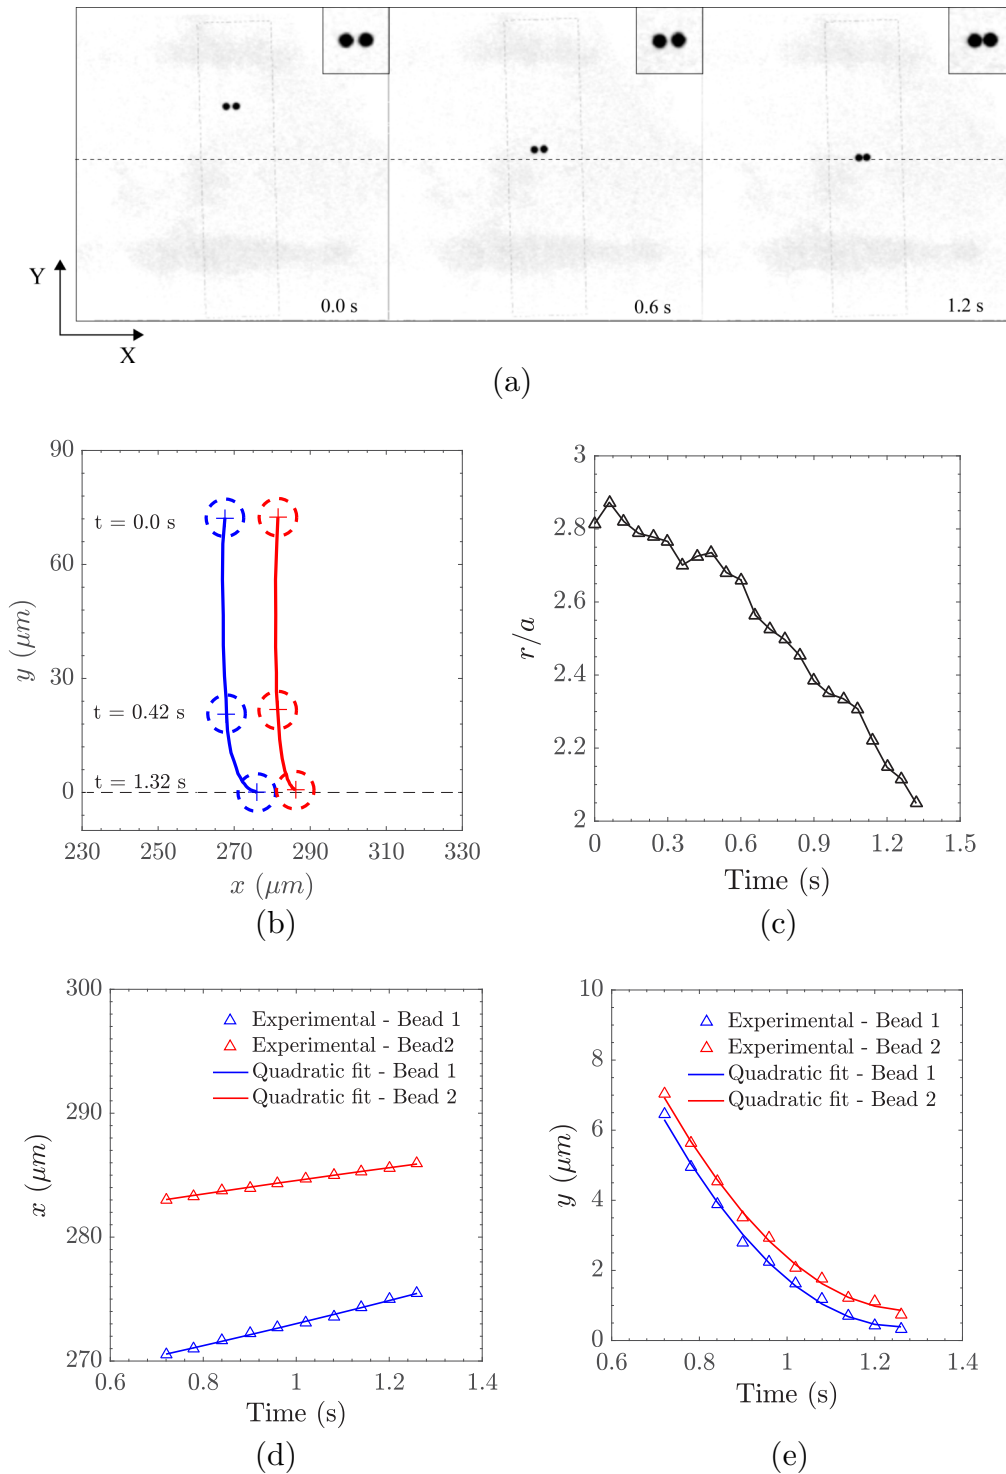 Y
X
0.0 s
0.6 s
1.2 s
(a)
90
60
30
0
y (μm)
t = 0.0 s
t = 0.42 s
t = 1.32 s
230
250
270
290
310
330
x (μm)
(b)
3
2.8
2.6
2.4
2.2
2
r/a
0
0.3
0.6
0.9
1.2
1.5
Time (s)
(c)
300
290
280
270
x (μm)
Experimental - Bead 1
Experimental - Bead2
Quadratic fit - Bead 1
Quadratic fit - Bead 2
0.6
0.8
1
1.2
1.4
Time (s)
(d)
10
8
6
4
2
0
y (μm)
Experimental - Bead 1
Experimental - Bead 2
Quadratic fit - Bead 1
Quadratic fit - Bead 2
0.6
0.8
1
1.2
1.4
Time (s)
(e)